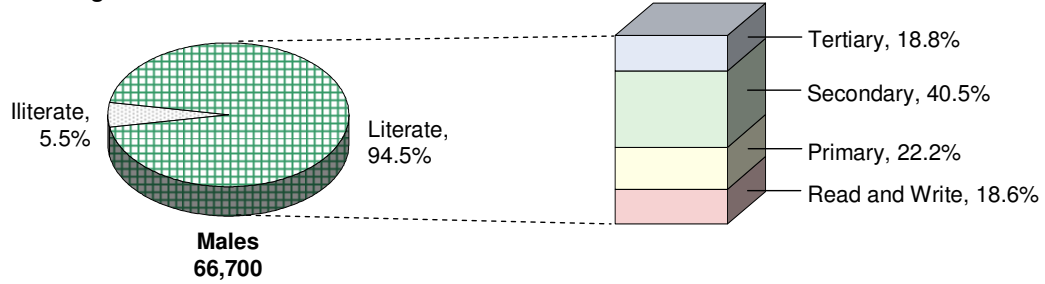 Illiterate,
5.5%
Literate,
94.5%
Males
66,700
Tertiary, 18.8%
Secondary, 40.5%
Primary, 22.2%
Read and Write, 18.6%